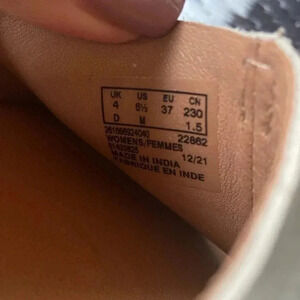 UK US EU CN
4 6½ 37 230
D M 1.5
261666924040 22862
WOMENS/FEMMES
MADE IN INDIA 12/21
FABRIQUE EN INDE